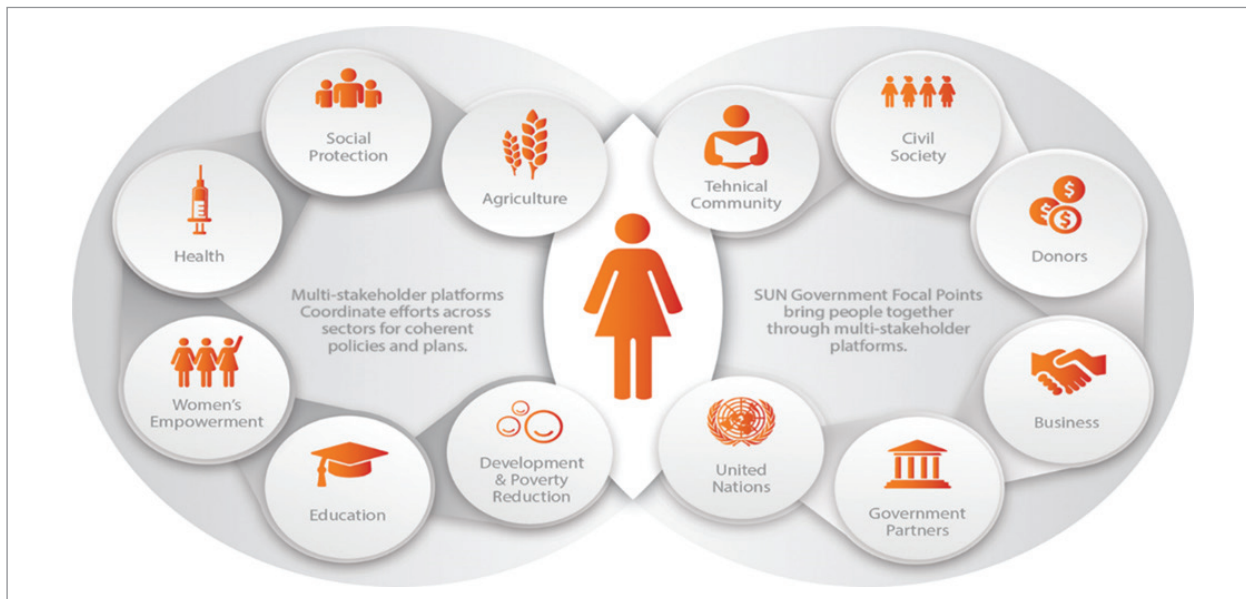 Social
Protection
Agriculture
Health
Multi-stakeholder platforms
Coordinate efforts across
sectors for coherent
policies and plans.
Women's
Empowerment
Education
Development
& Poverty
Reduction
Tehnical
Community
Civil
Society
$
$
$
Donors
SUN Government Focal Points
bring people together
through multi-stakeholder
platforms.
Business
United
Nations
Government
Partners